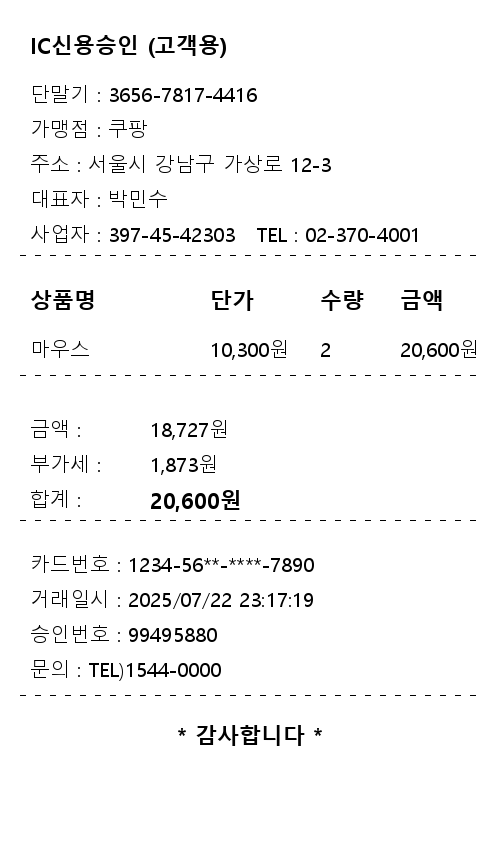 IC신용승인 (고객용)
단말기 : 3656-7817-4416
가맹점 : 쿠팡
주소 : 서울시 강남구 가상로 12-3
대표자 : 박민수
사업자 : 397-45-42303 TEL : 02-370-4001
상품명 단가 수량 금액
마우스 10,300원 2 20,600원
금액 : 18,727원
부가세 : 1,873원
합계 : 20,600원
카드번호 : 1234-56**-****-7890
거래일시 : 2025/07/22 23:17:19
승인번호 : 99495880
문의 : TEL)1544-0000
* 감사합니다 *